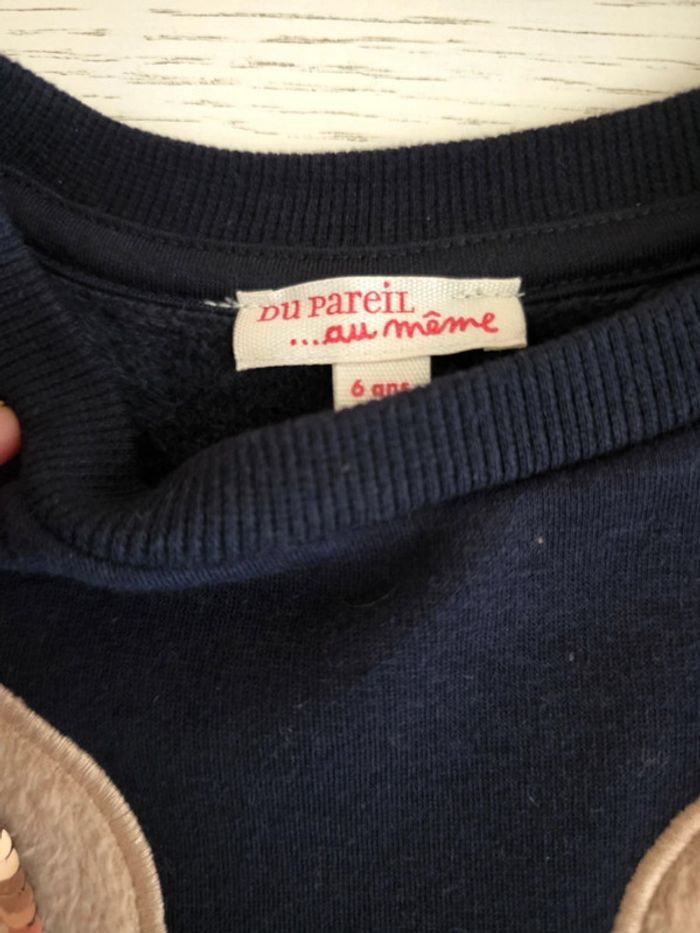 Du Pareil
...au même
6 ans